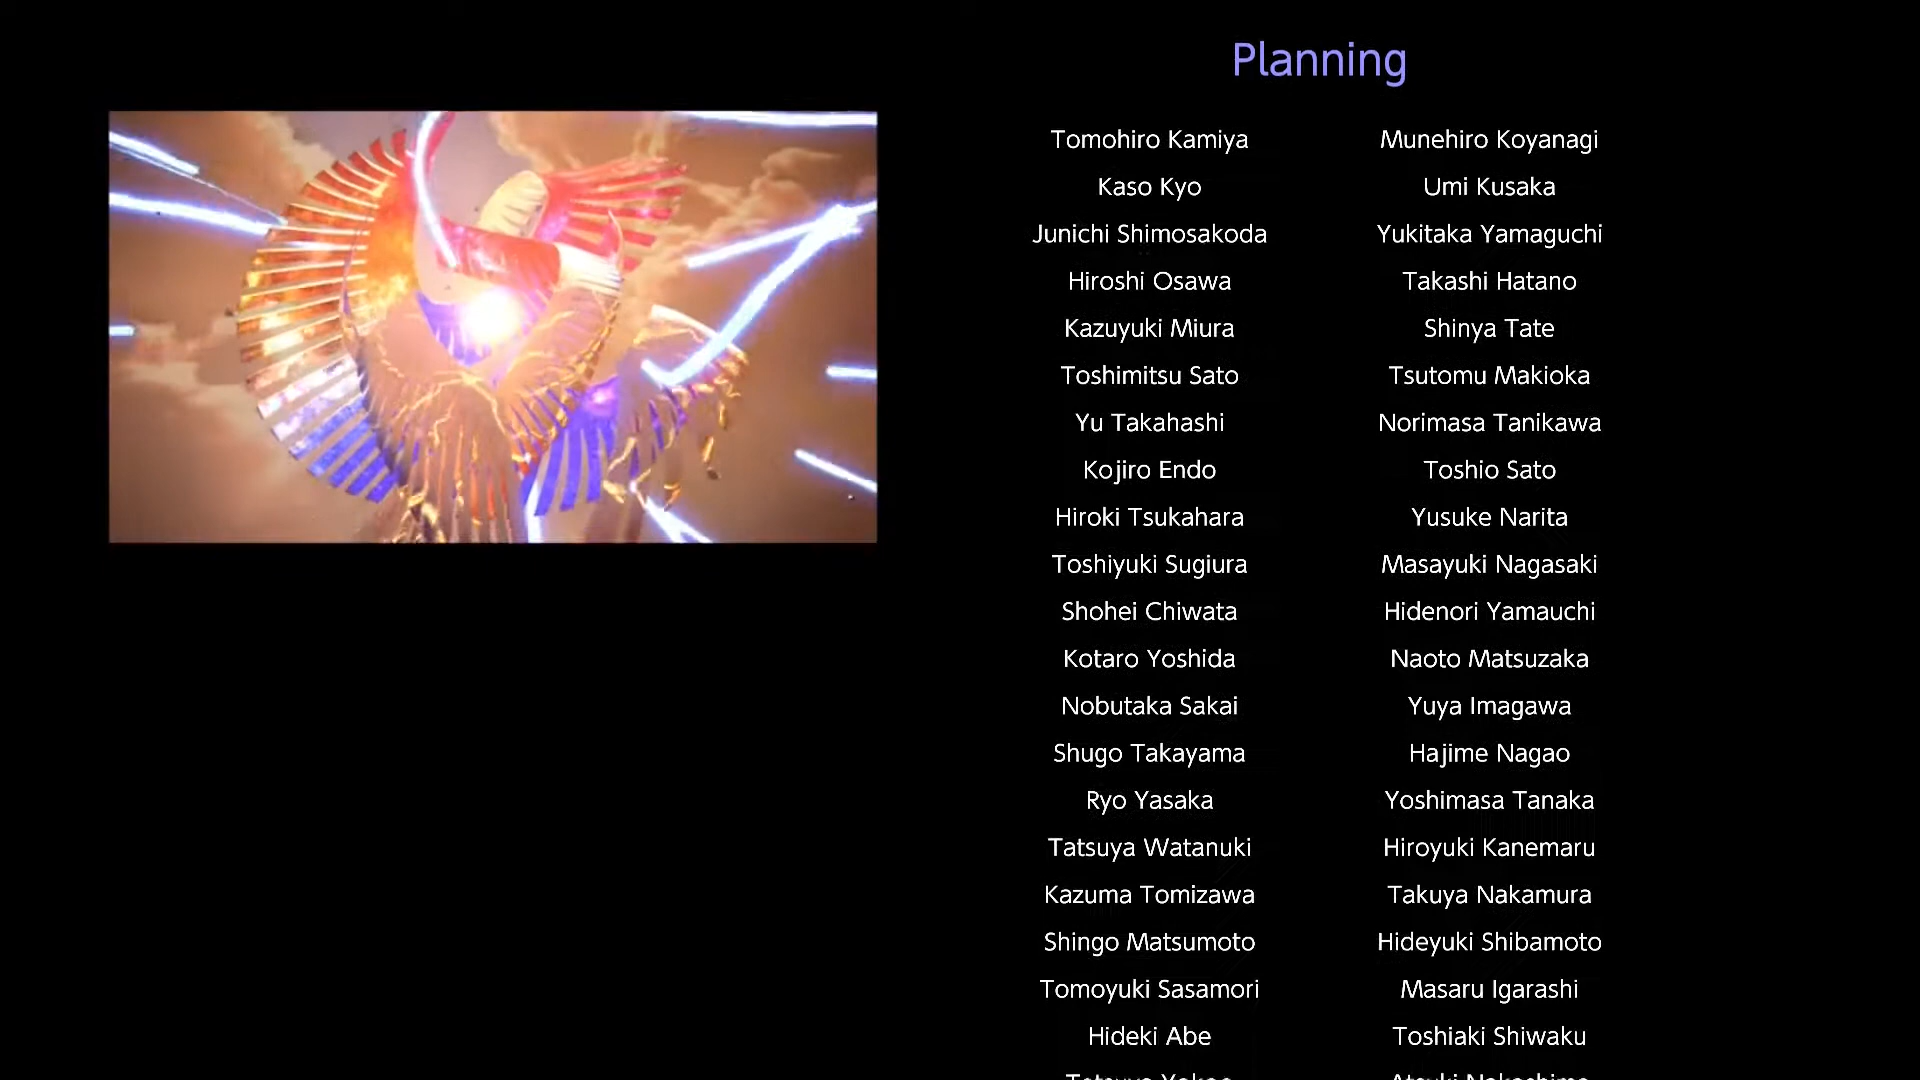 Planning
Tomohiro Kamiya Munehiro Koyanagi
Kaso Kyo Umi Kusaka
Junichi Shimosakoda Yukitaka Yamaguchi
Hiroshi Osawa Takashi Hatano
Kazuyuki Miura Shinya Tate
Toshimitsu Sato Tsutomu Makioka
Yu Takahashi Norimasa Tanikawa
Kojiro Endo Toshio Sato
Hiroki Tsukahara Yusuke Narita
Toshiyuki Sugiura Masayuki Nagasaki
Shohei Chiwata Hidenori Yamauchi
Kotaro Yoshida Naoto Matsuzaka
Nobutaka Sakai Yuya Imagawa
Shugo Takayama Hajime Nagao
Ryo Yasaka Yoshimasa Tanaka
Tatsuya Watanuki Hiroyuki Kanemaru
Kazuma Tomizawa Takuya Nakamura
Shingo Matsumoto Hideyuki Shibamoto
Tomoyuki Sasamori Masaru Igarashi
Hideki Abe Toshiaki Shiwaku